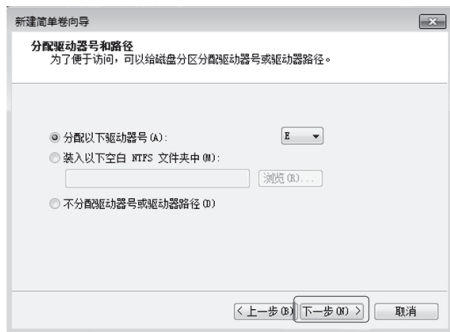 新建简单卷向导
分配驱动器号和路径
为了便于访问，可以给磁盘分区分配驱动器号或驱动器路径。
分配以下驱动器号(A)： E
装入以下空白 NTFS 文件夹中(M)：
浏览(R)...
不分配驱动器号或驱动器路径(D)
< 上一步(B) 下一步(N) > 取消